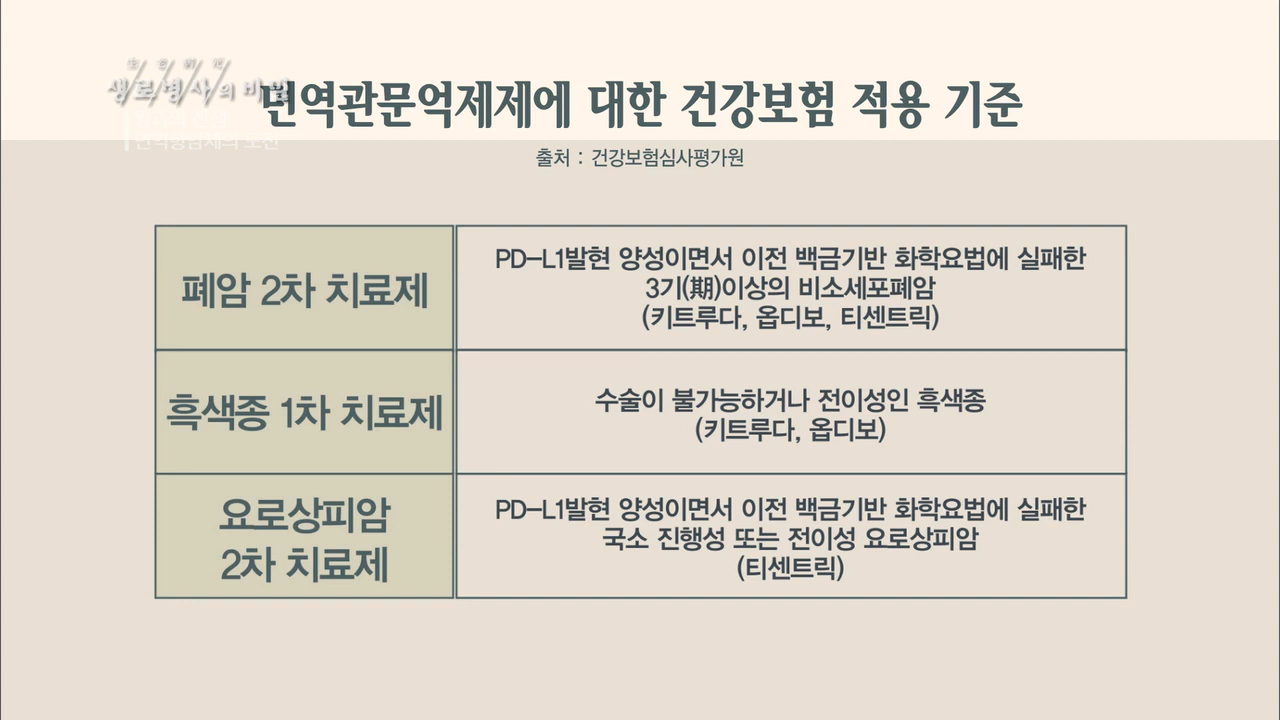 생로병사의 비밀
면역관문억제제에 대한 건강보험 적용 기준
출처 : 건강보험심사평가원
폐암 2차 치료제
PD-L1발현 양성이면서 이전 백금기반 화학요법에 실패한
3기(期)이상의 비소세포폐암
(키트루다, 옵디보, 티센트릭)
흑색종 1차 치료제
수술이 불가능하거나 전이성인 흑색종
(키트루다, 옵디보)
요로상피암
2차 치료제
PD-L1발현 양성이면서 이전 백금기반 화학요법에 실패한
국소 진행성 또는 전이성 요로상피암
(티센트릭)